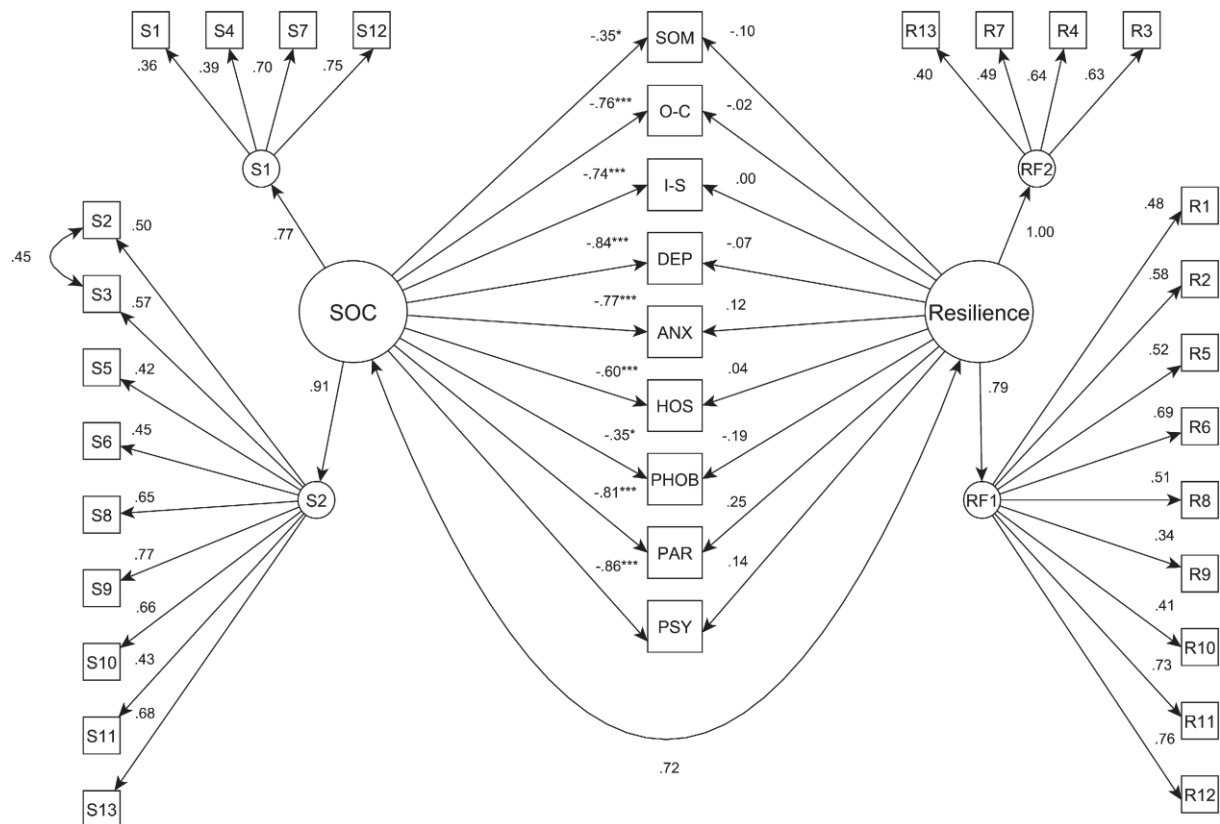 S1 S4 S7 S12 -.35* SOM -.10 R13 R7 R4 R3
.36 .39 .70 .75 .40 .49 .64 .63
-.76*** O-C -.02
S1 -.74*** I-S .00 RF2
S2 .50 .77 1.00 .48 R1
.45 -.84*** DEP -.07
S3 .57 .58 R2
SOC -.77*** ANX .12 Resilience
S5 .42 .52 R5
.91 -.60*** HOS .04 .79
S6 .45 .69 R6
-.35* PHOB -.19
S8 .65 S2 RF1 .51 R8
-.81*** PAR .25
S9 .77 .34 R9
-.86*** PSY .14
S10 .66 .41 R10
S11 .43 .73 R11
.68 .76
S13 .72 R12